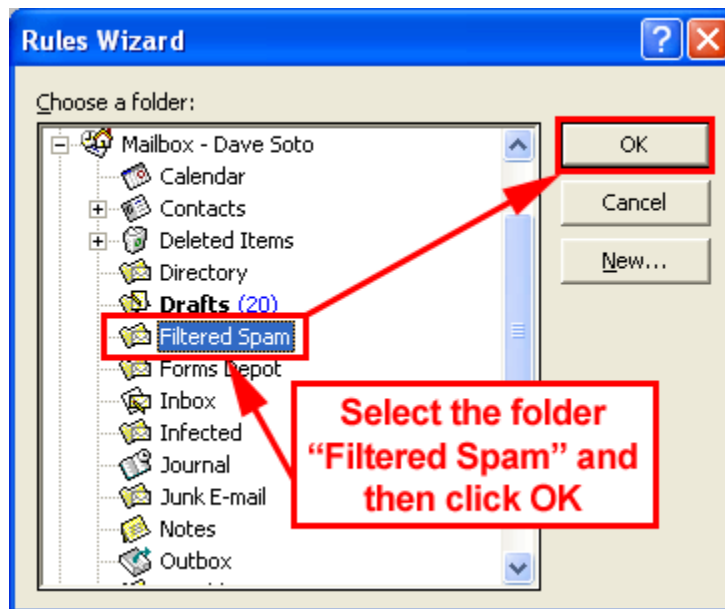 Rules Wizard
Choose a folder:
Mailbox - Dave Soto
OK
Calendar
Contacts
Cancel
Deleted Items
Directory
New...
Drafts (20)
Filtered Spam
Forms Depot
Inbox
Infected
Journal
Junk E-mail
Notes
Outbox
Select the folder
“Filtered Spam” and
then click OK